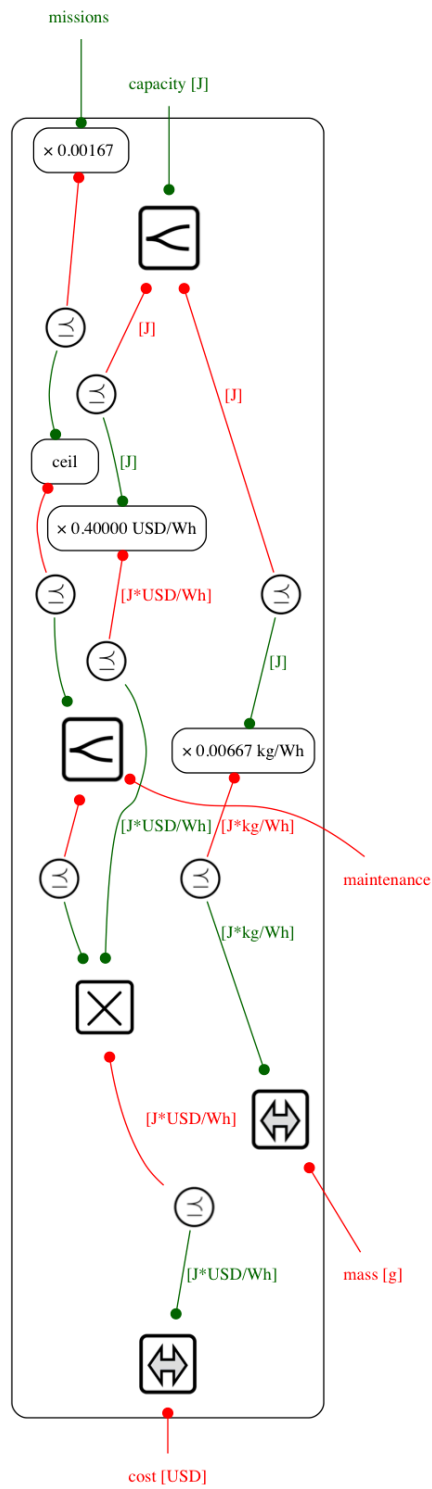 missions
capacity [J]
× 0.00167
[J]
[J]
ceil
[J]
× 0.40000 USD/Wh
[J*USD/Wh]
[J]
× 0.00667 kg/Wh
[J*USD/Wh]
[J*kg/Wh]
maintenance
[J*kg/Wh]
[J*USD/Wh]
[J*USD/Wh]
mass [g]
cost [USD]